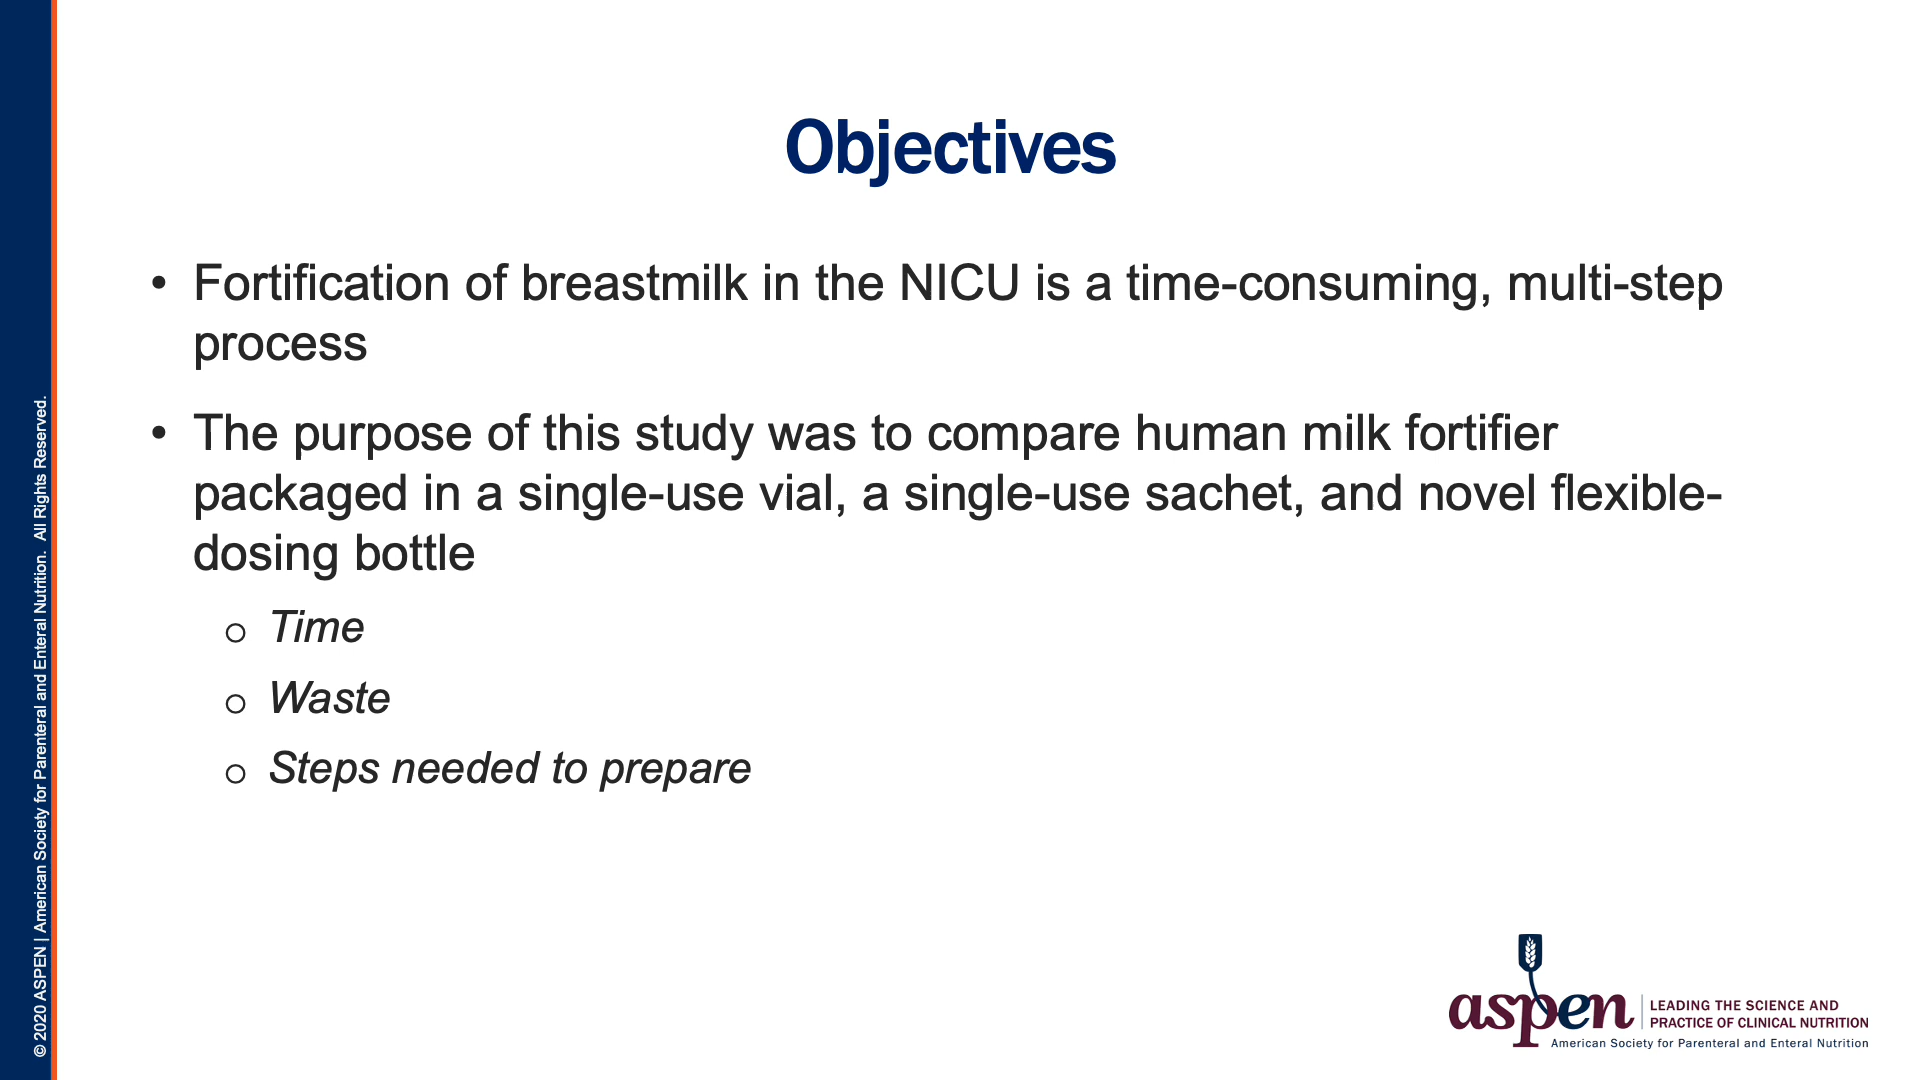 Objectives
• Fortification of breastmilk in the NICU is a time-consuming, multi-step
process
• The purpose of this study was to compare human milk fortifier
packaged in a single-use vial, a single-use sachet, and novel flexible-
dosing bottle
o Time
o Waste
o Steps needed to prepare
© 2020 ASPEN | American Society for Parenteral and Enteral Nutrition. All Rights Reserved.
aspen
LEADING THE SCIENCE AND
PRACTICE OF CLINICAL NUTRITION
American Society for Parenteral and Enteral Nutrition